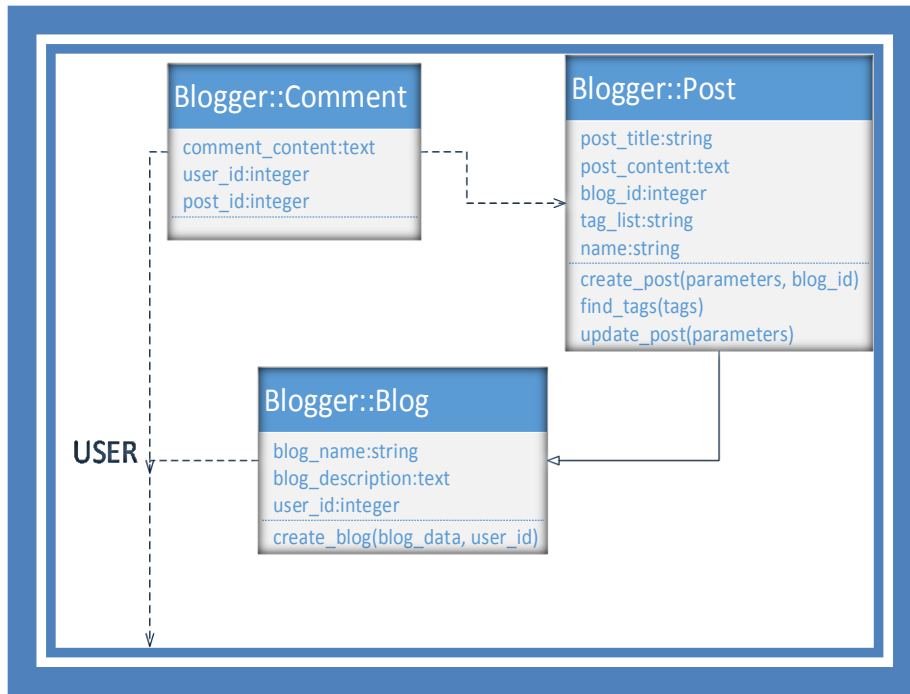 Blogger::Comment
comment_content:text
user_id:integer
post_id:integer
Blogger::Post
post_title:string
post_content:text
blog_id:integer
tag_list:string
name:string
create_post(parameters, blog_id)
find_tags(tags)
update_post(parameters)
Blogger::Blog
blog_name:string
blog_description:text
user_id:integer
create_blog(blog_data, user_id)
USER